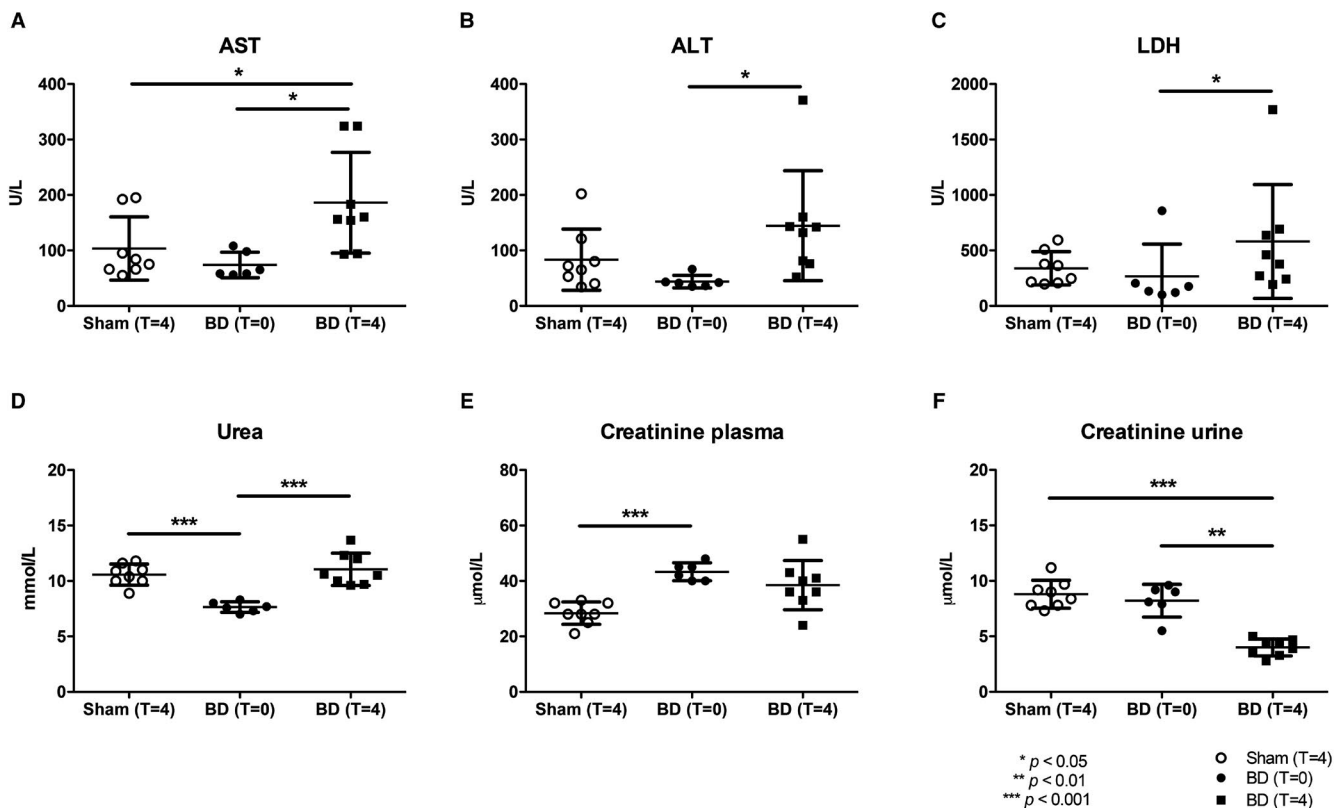 A
AST
*
*
400
300
200
100
0
U/L
Sham (T=4) BD (T=0) BD (T=4)
B
ALT
*
400
300
200
100
0
U/L
Sham (T=4) BD (T=0) BD (T=4)
C
LDH
*
2000
1500
1000
500
0
U/L
Sham (T=4) BD (T=0) BD (T=4)
D
Urea
***
***
20
15
10
5
0
mmol/L
Sham (T=4) BD (T=0) BD (T=4)
E
Creatinine plasma
***
80
60
40
20
0
μmol/L
Sham (T=4) BD (T=0) BD (T=4)
F
Creatinine urine
***
**
20
15
10
5
0
μmol/L
Sham (T=4) BD (T=0) BD (T=4)
* p < 0.05
** p < 0.01
*** p < 0.001
Sham (T=4)
BD (T=0)
BD (T=4)